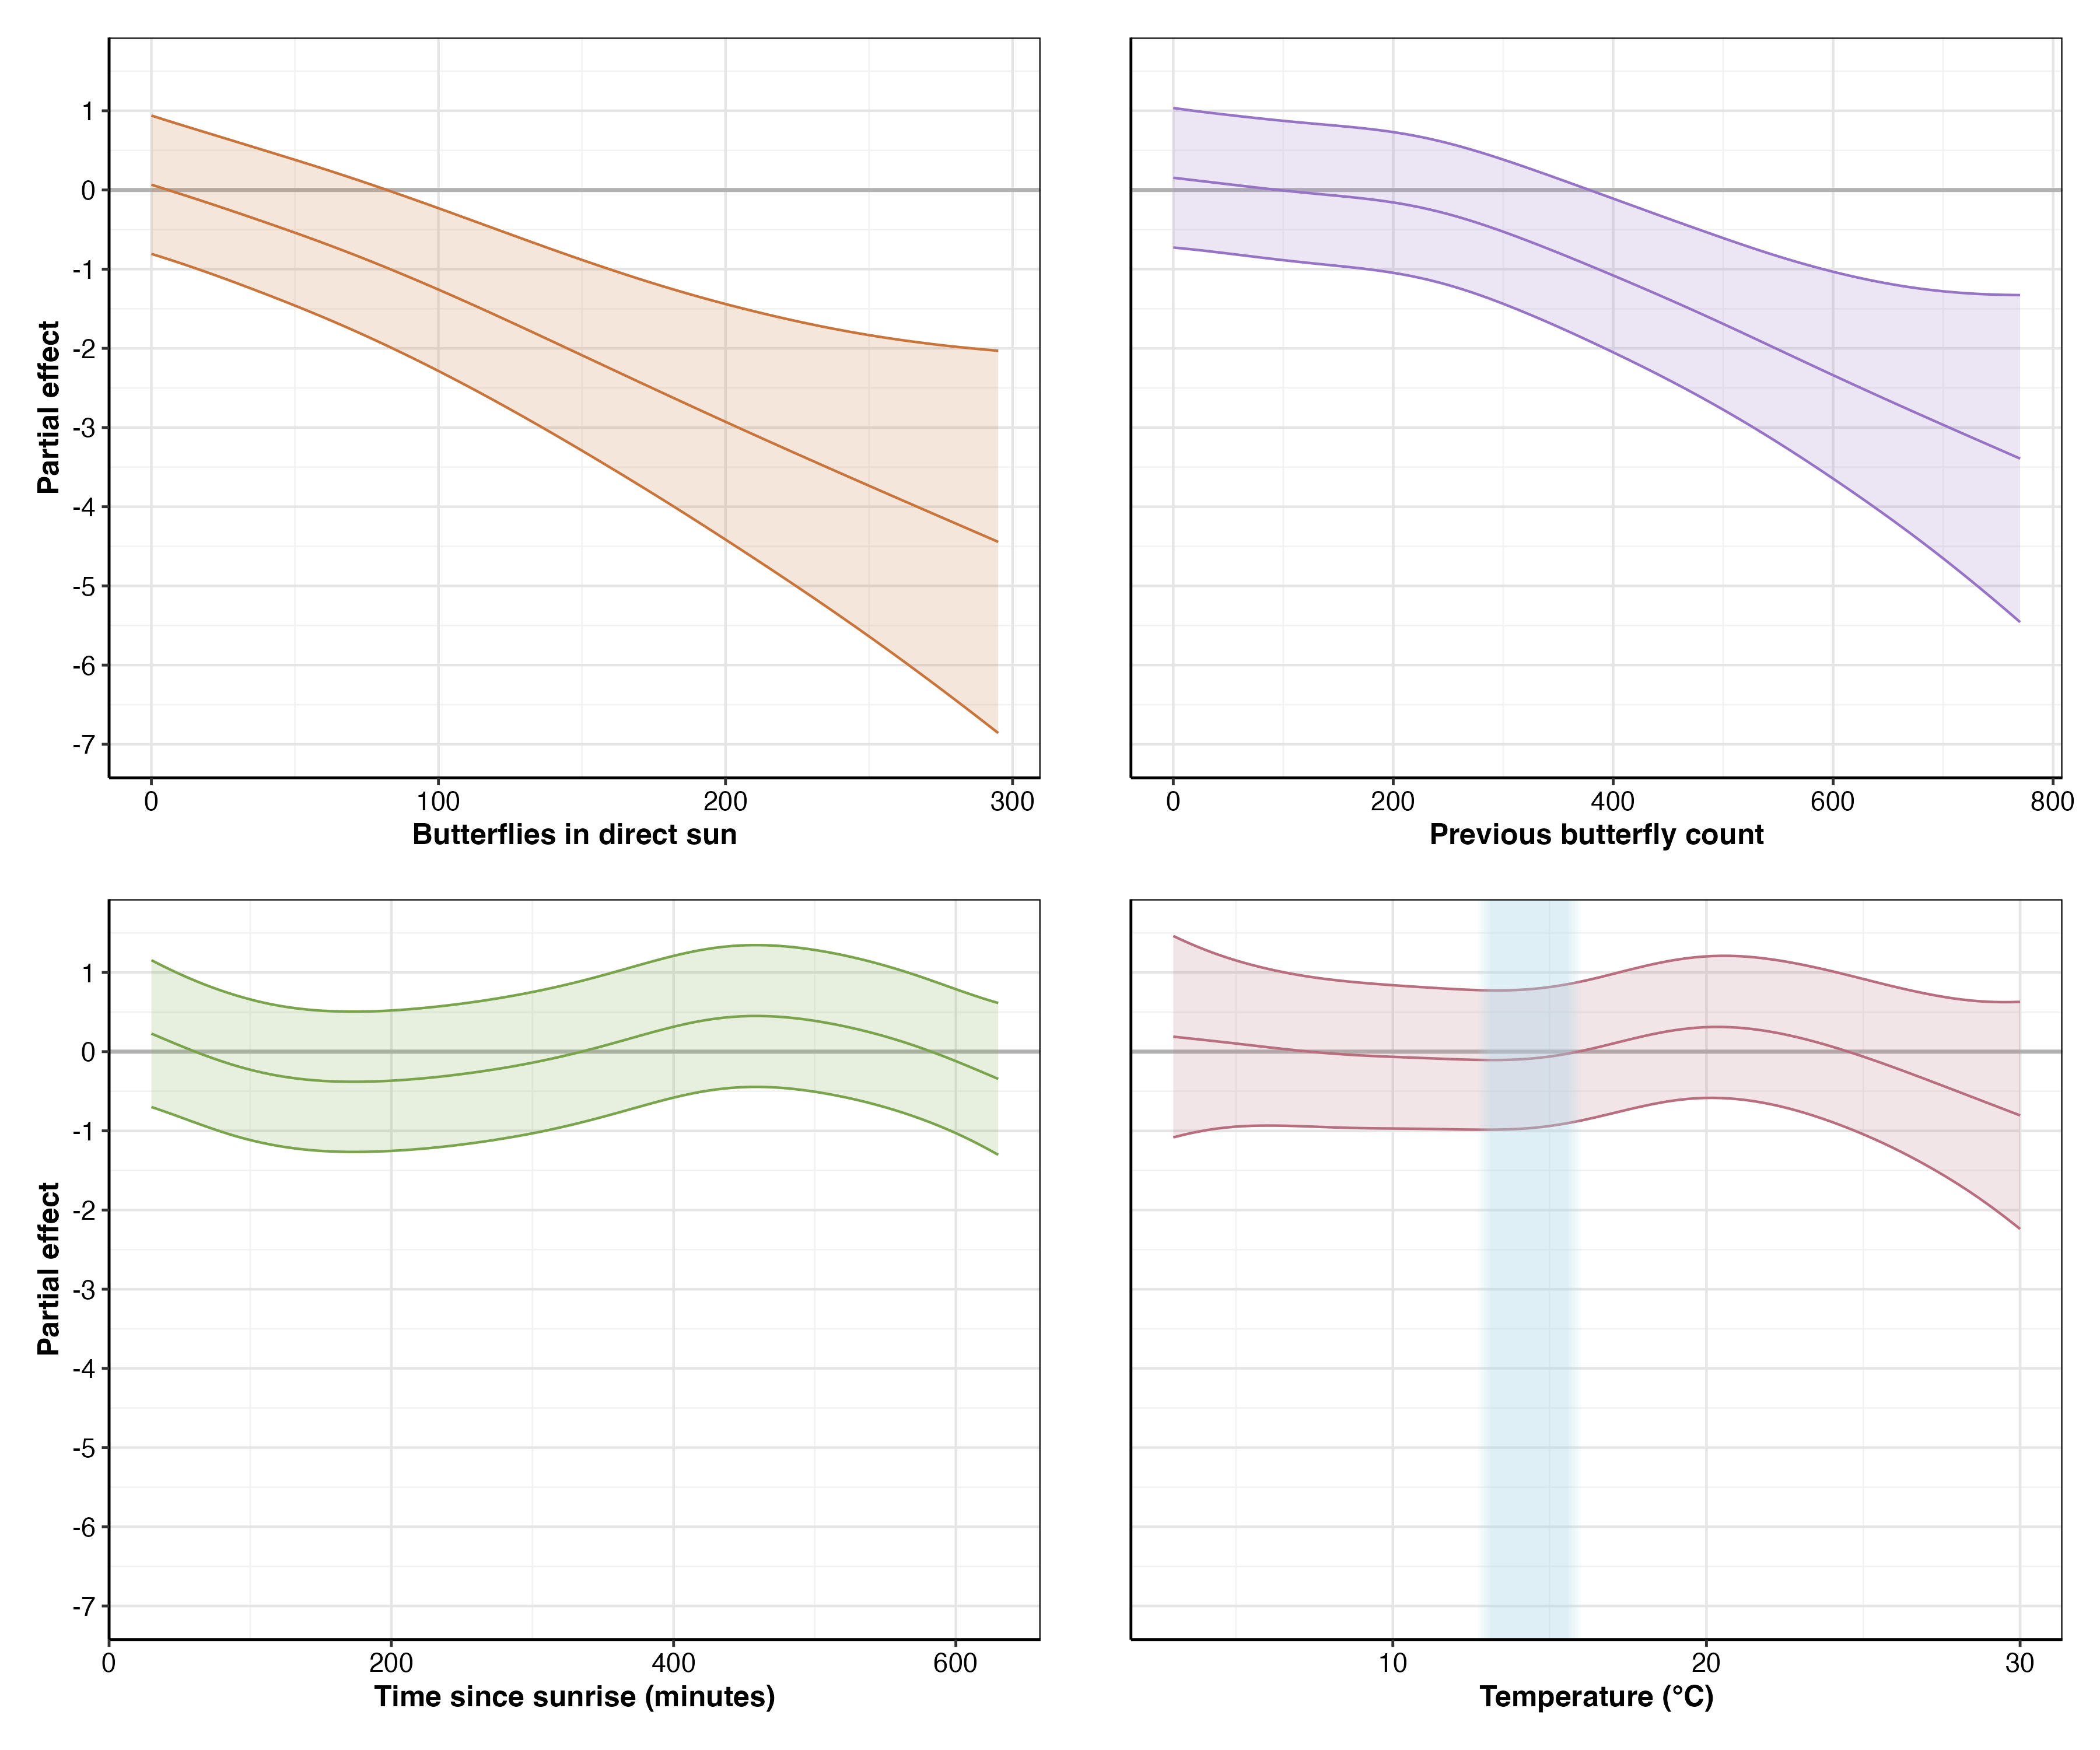 Partial effect
1
0
-1
-2
-3
-4
-5
-6
-7
0 100 200 300
Butterflies in direct sun
0 200 400 600 800
Previous butterfly count
Partial effect
1
0
-1
-2
-3
-4
-5
-6
-7
0 200 400 600
Time since sunrise (minutes)
10 20 30
Temperature (°C)